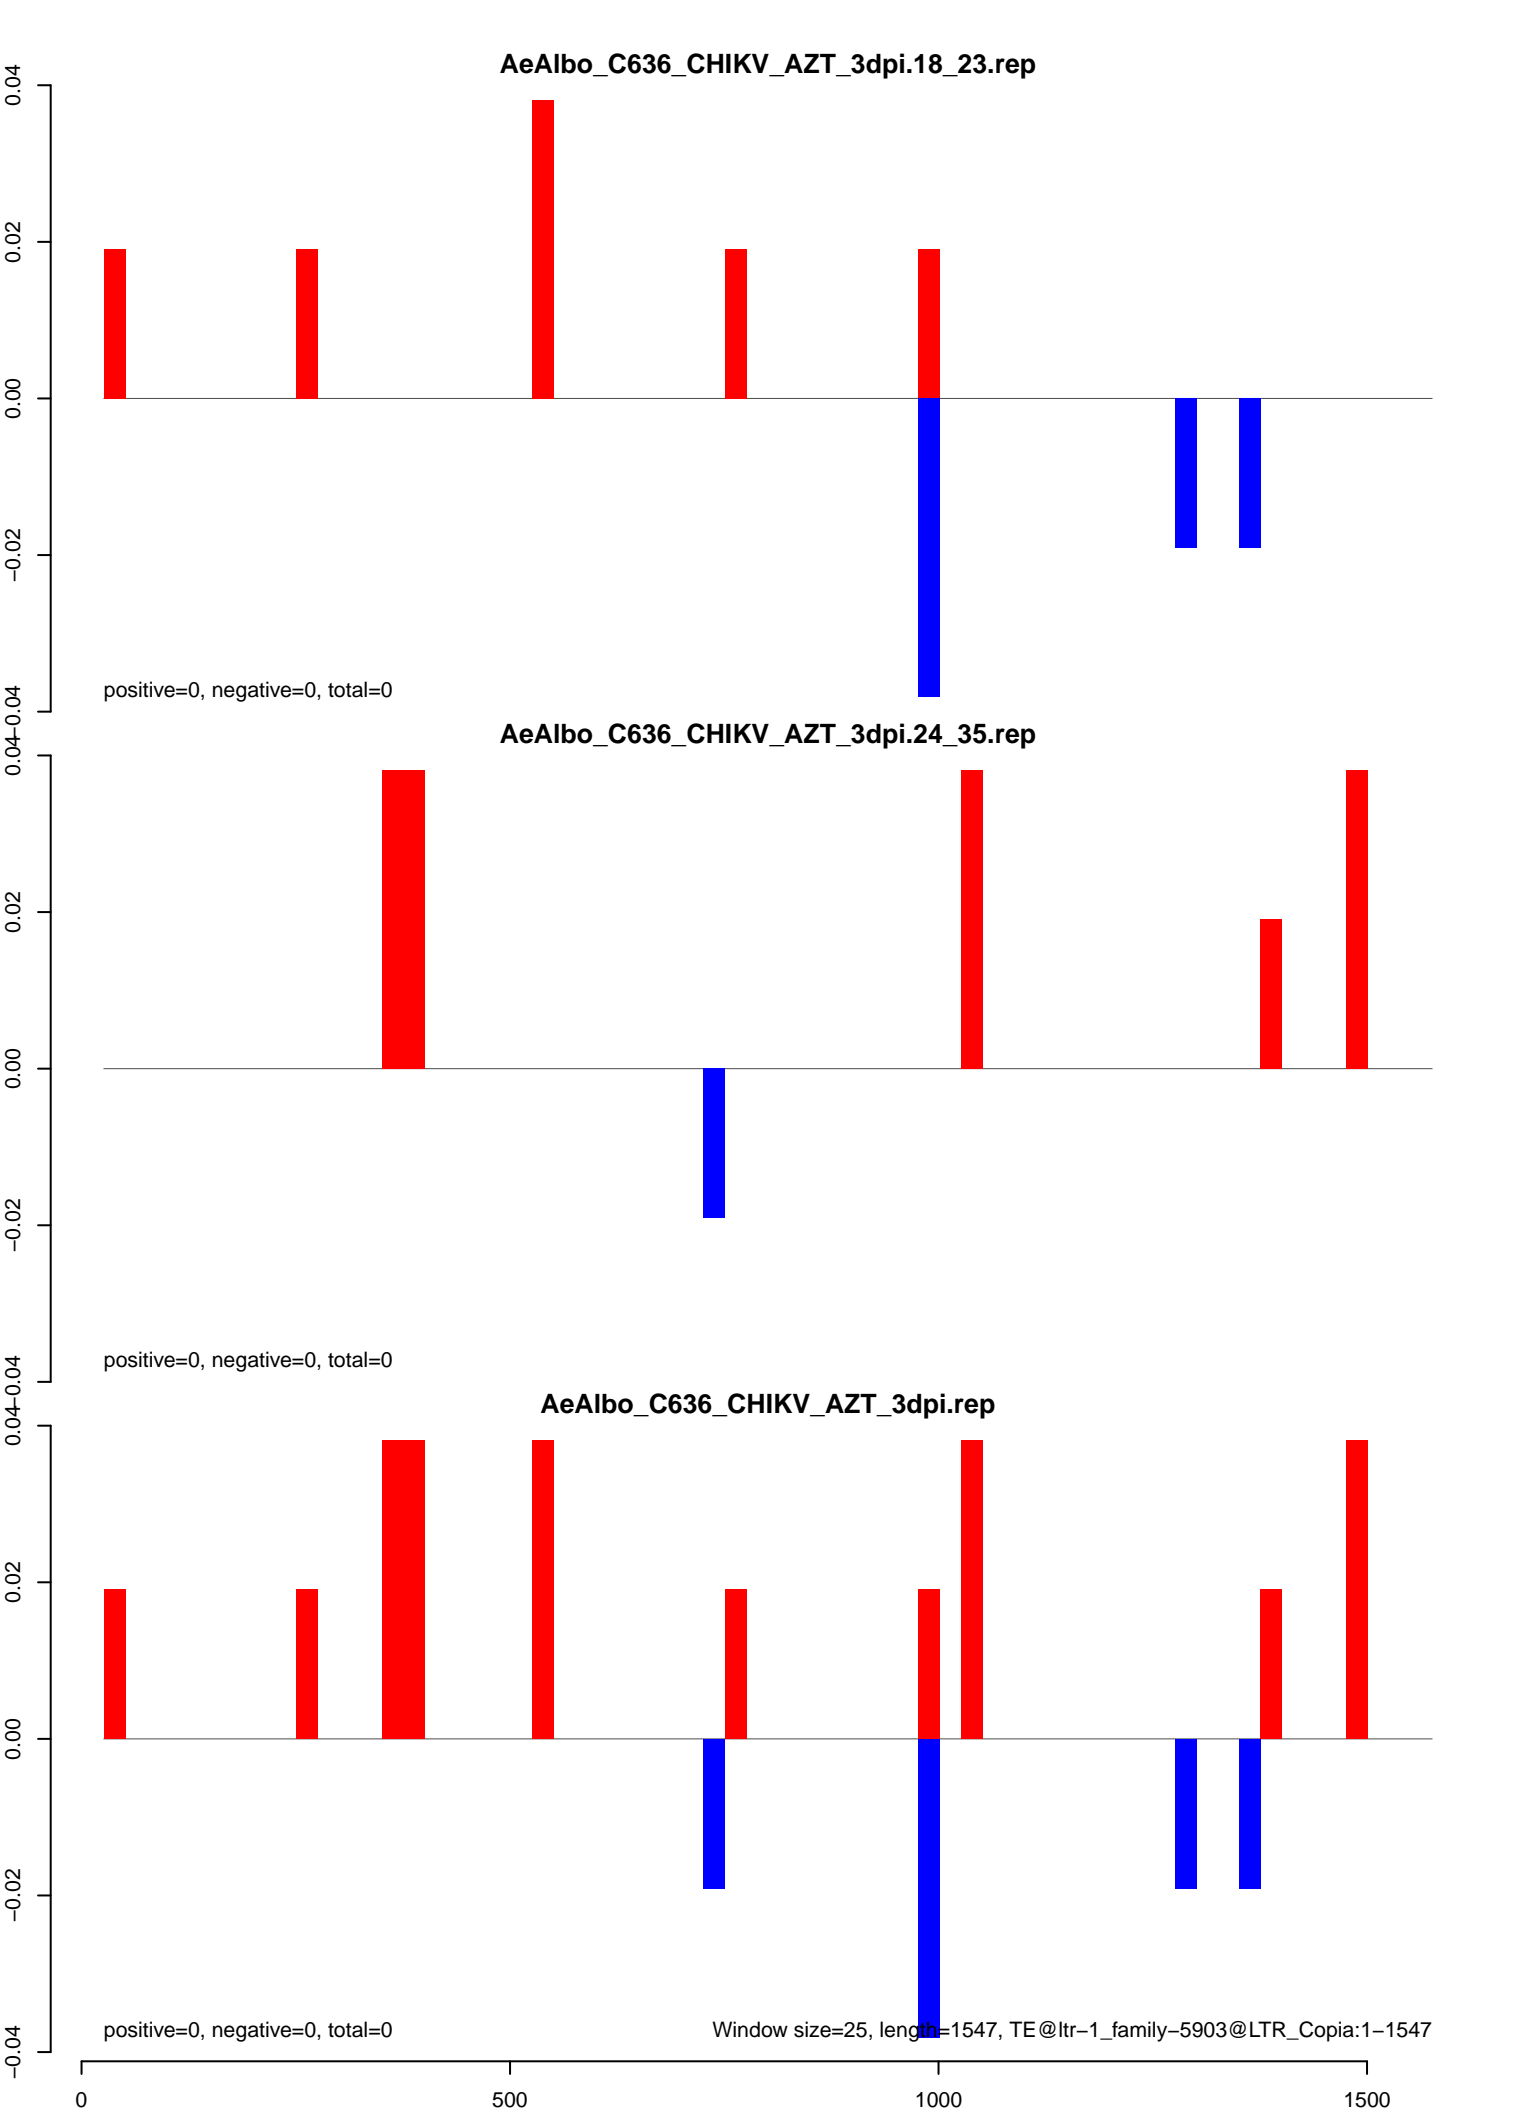 AeAlbo_C636_CHIKV_AZT_3dpi.18_23.rep
0.04
0.02
0.00
−0.02
−0.04
positive=0, negative=0, total=0
AeAlbo_C636_CHIKV_AZT_3dpi.24_35.rep
0.04
0.02
0.00
−0.02
−0.04
positive=0, negative=0, total=0
AeAlbo_C636_CHIKV_AZT_3dpi.rep
0.04
0.02
0.00
−0.02
−0.04
positive=0, negative=0, total=0
Window size=25, length=1547, TE@ltr−1_family−5903@LTR_Copia:1−1547
0 500 1000 1500